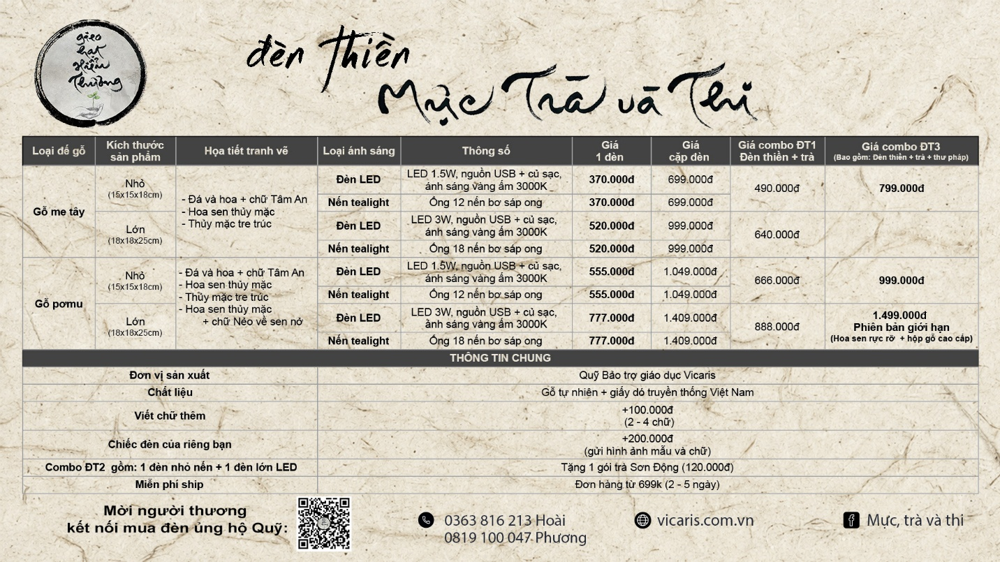 gieo
hạt
Hiểu
Thương
đèn thiền
Mực Trà và Thi
Loại đế gỗ
Kích thước
sản phẩm
Họa tiết tranh vẽ
Loại ánh sáng
Thông số
Giá
1 đèn
Giá
cặp đèn
Giá combo ĐT1
Đèn thiền + trà
Giá combo ĐT3
(Bao gồm: Đèn thiền + trà + thư pháp)
Gỗ me tây
Nhỏ
(15x15x18cm)
- Đá và hoa + chữ Tâm An
- Hoa sen thủy mặc
- Thủy mặc tre trúc
Đèn LED
LED 1.5W, nguồn USB + củ sạc,
ánh sáng vàng ấm 3000K
370.000đ
699.000đ
490.000đ
799.000đ
Nến tealight
Ống 12 nến bơ sáp ong
370.000đ
699.000đ
Lớn
(18x18x25cm)
Đèn LED
LED 3W, nguồn USB + củ sạc,
ánh sáng vàng ấm 3000K
520.000đ
999.000đ
640.000đ
Nến tealight
Ống 18 nến bơ sáp ong
520.000đ
999.000đ
Gỗ pơmu
Nhỏ
(15x15x18cm)
- Đá và hoa + chữ Tâm An
- Hoa sen thủy mặc
- Thủy mặc tre trúc
- Hoa sen thủy mặc
+ chữ Nẻo về sen nở
Đèn LED
LED 1.5W, nguồn USB + củ sạc,
ánh sáng vàng ấm 3000K
555.000đ
1.049.000đ
666.000đ
999.000đ
Nến tealight
Ống 12 nến bơ sáp ong
555.000đ
1.049.000đ
Lớn
(18x18x25cm)
Đèn LED
LED 3W, nguồn USB + củ sạc,
ảnh sáng vàng ấm 3000K
777.000đ
1.409.000đ
888.000đ
1.499.000đ
Phiên bản giới hạn
(Hoa sen rực rỡ + hộp gỗ cao cấp)
Nến tealight
Ống 18 nến bơ sáp ong
777.000đ
1.409.000đ
THÔNG TIN CHUNG
Đơn vị sản xuất
Quỹ Bảo trợ giáo dục Vicaris
Chất liệu
Gỗ tự nhiên + giấy dó truyền thống Việt Nam
Viết chữ thêm
+100.000đ
(2 - 4 chữ)
Chiếc đèn của riêng bạn
+200.000đ
(gửi hình ảnh mẫu và chữ)
Combo ĐT2 gồm: 1 đèn nhỏ nến + 1 đèn lớn LED
Tặng 1 gói trà Sơn Động (120.000đ)
Miễn phí ship
Đơn hàng từ 699k (2 - 5 ngày)
Mời người thương
kết nối mua đèn ủng hộ Quỹ:
0363 816 213 Hoài
0819 100 047 Phương
vicaris.com.vn
Mực, trà và thi